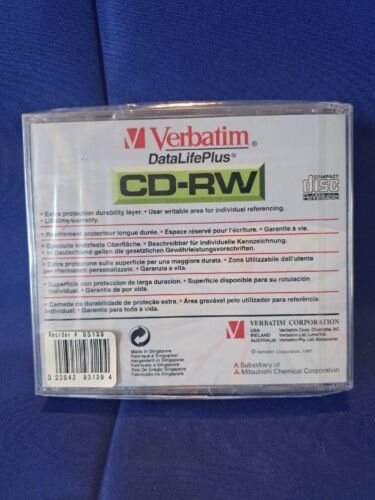 Verbatim®
DataLifePlus®
CD-RW
COMPACT
disc
ReWritable
• Extra protection durability layer. • User writable area for individual referencing.
• Lifetime warranty.
• Revêtement protecteur longue durée. • Espace réservé pour l'écriture. • Garantie à vie.
• Spezielle kratzfeste Oberfläche. • Beschreibbar für individuelle Kennzeichnung.
• In Deutschland gelten die gesetzlichen Gewährleistungsvorschriften.
• Extra protezione sulla superficie per una maggiore durata. • Zona Utilizzabile dall'utente
per riferimenti personalizzate. • Garanzia a vita.
• Superficie con proteccion de larga duracion. • Superficie disponible para su rotulación
individual. • Garantia de por vida.
• Camada de durabilidade de proteção extra. • Área gravável pelo utilizador para referência
individual. • Garantia para toda a vida.
Reorder # 93129
0 23942 93129 4
Made in Singapore
Fabriqué à Singapour
Hergestellt in Singapur
Fabbricato a Singapore
Fabricado na Singapura
VERBATIM CORPORATION
USA Verbatim Corp. Charlotte, NC
IRELAND Verbatim Ltd. Limerick
AUSTRALIA Verbatim Pty. Ltd. Melbourne
© Verbatim Corporation, 1997
A Subsidiary of
Mitsubishi Chemical Corporation